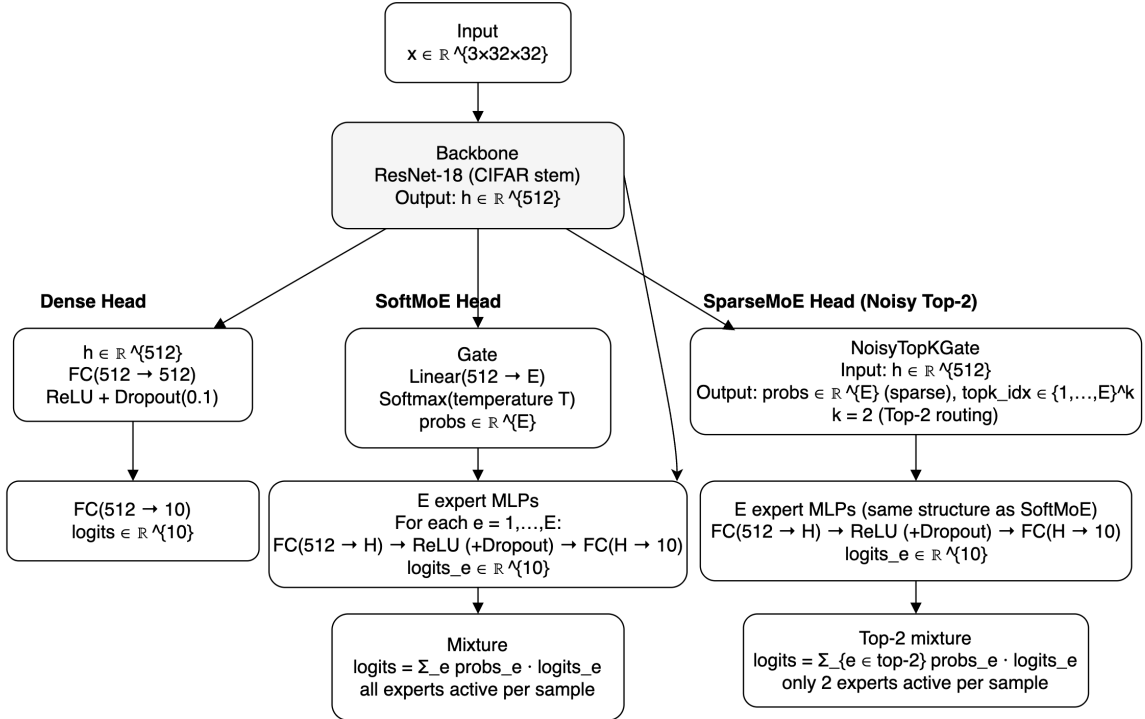 Input
x ∈ ℝ ^{3×32×32}
Backbone
ResNet-18 (CIFAR stem)
Output: h ∈ ℝ ^{512}
Dense Head
h ∈ ℝ ^{512}
FC(512 → 512)
ReLU + Dropout(0.1)
FC(512 → 10)
logits ∈ ℝ ^{10}
SoftMoE Head
Gate
Linear(512 → E)
Softmax(temperature T)
probs ∈ ℝ ^{E}
E expert MLPs
For each e = 1,...,E:
FC(512 → H) → ReLU (+Dropout) → FC(H → 10)
logits_e ∈ ℝ ^{10}
Mixture
logits = Σ_e probs_e · logits_e
all experts active per sample
SparseMoE Head (Noisy Top-2)
NoisyTopKGate
Input: h ∈ ℝ ^{512}
Output: probs ∈ ℝ ^{E} (sparse), topk_idx ∈ {1,...,E}^k
k = 2 (Top-2 routing)
E expert MLPs (same structure as SoftMoE)
FC(512 → H) → ReLU (+Dropout) → FC(H → 10)
logits_e ∈ ℝ ^{10}
Top-2 mixture
logits = Σ_{e ∈ top-2} probs_e · logits_e
only 2 experts active per sample